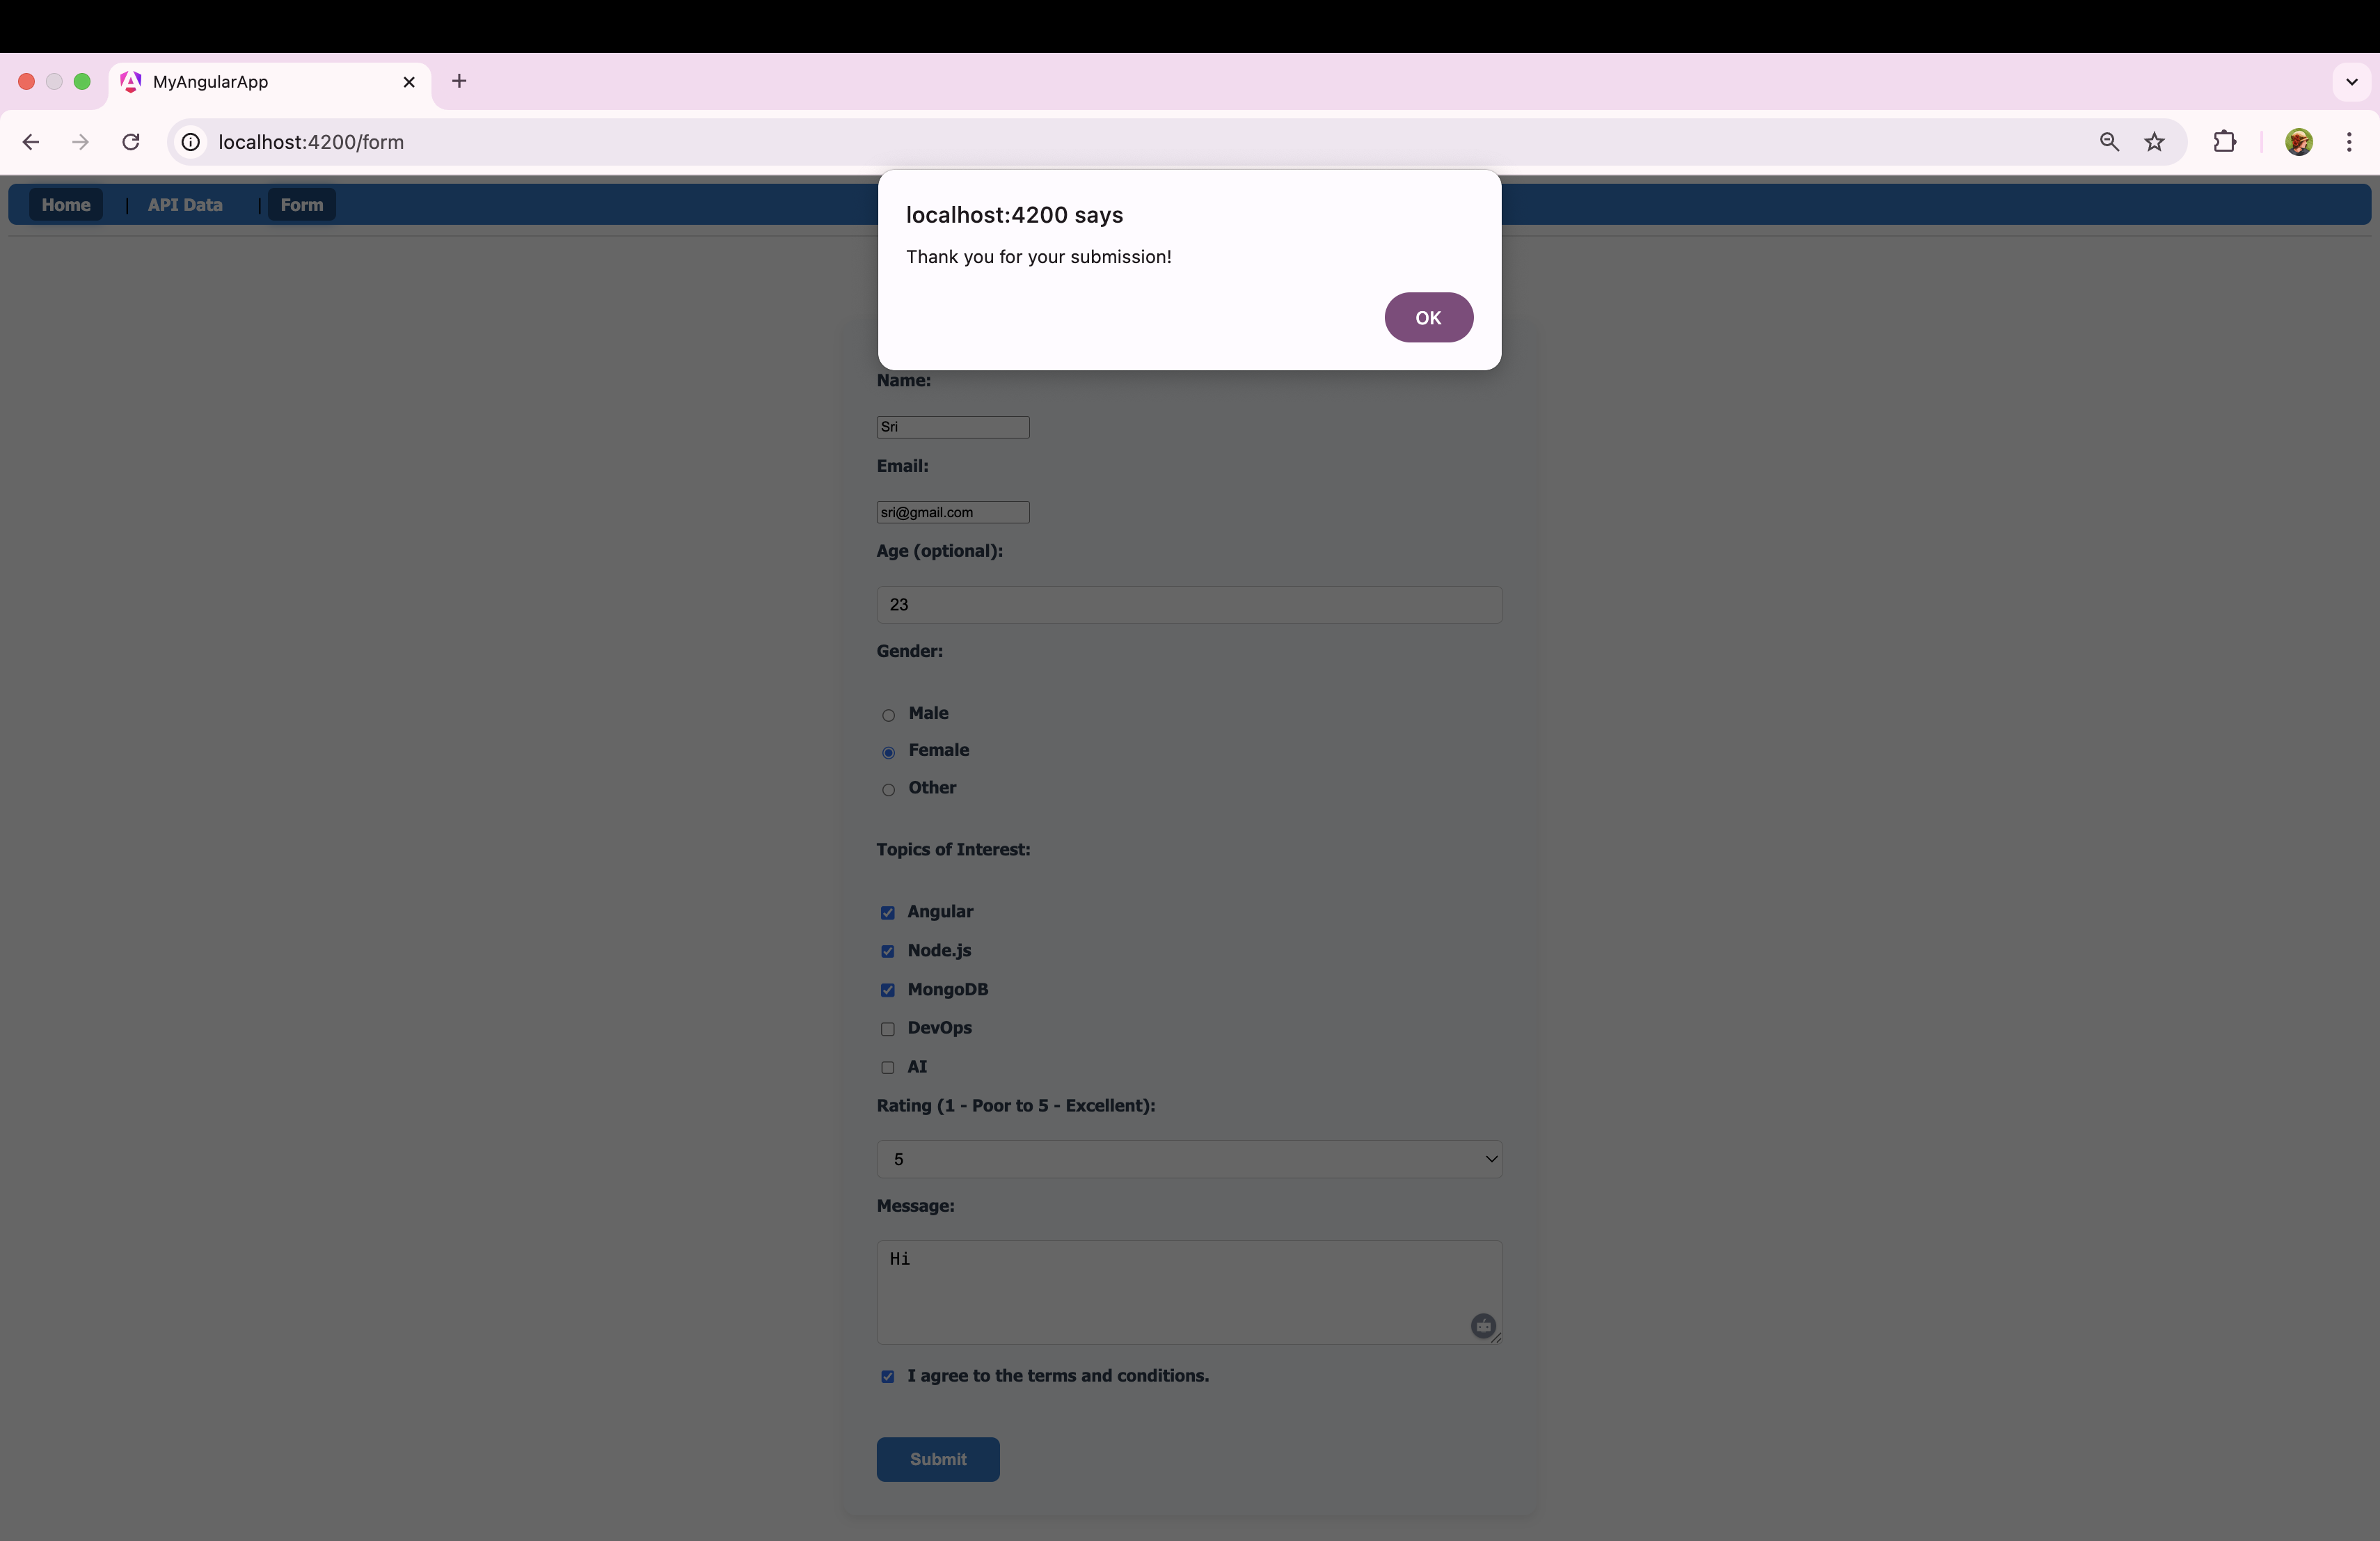 MyAngularApp
localhost:4200/form
Home | API Data | Form
localhost:4200 says
Thank you for your submission!
OK
Name:
Sri
Email:
sri@gmail.com
Age (optional):
23
Gender:
Male
Female
Other
Topics of Interest:
Angular
Node.js
MongoDB
DevOps
AI
Rating (1 - Poor to 5 - Excellent):
5
Message:
Hi
I agree to the terms and conditions.
Submit